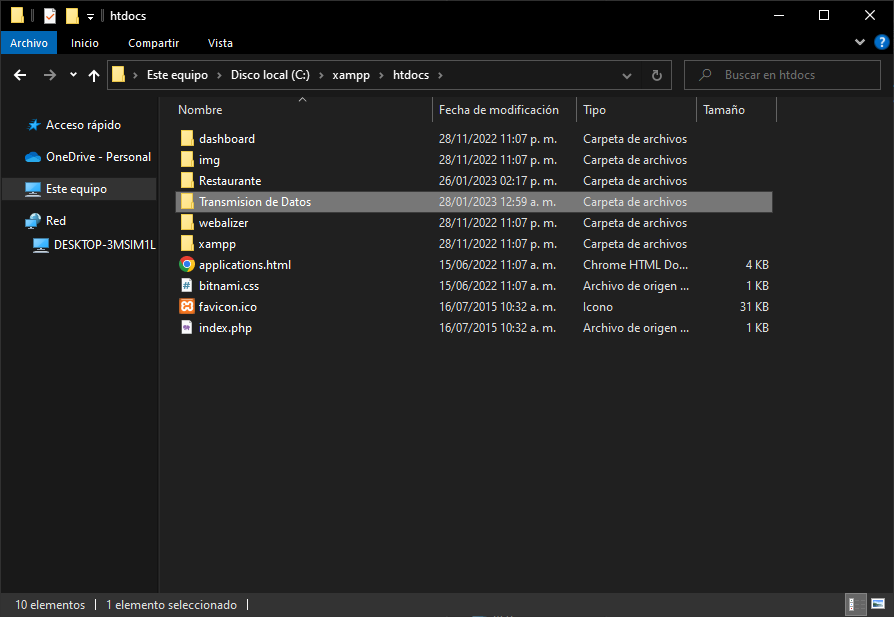 htdocs
Archivo Inicio Compartir Vista
Este equipo Disco local (C:) xampp htdocs Buscar en htdocs
Nombre Fecha de modificación Tipo Tamaño
Acceso rápido
OneDrive - Personal
Este equipo
Red
DESKTOP-3MSIM1L
dashboard 28/11/2022 11:07 p. m. Carpeta de archivos
img 28/11/2022 11:07 p. m. Carpeta de archivos
Restaurante 26/01/2023 02:17 p. m. Carpeta de archivos
Transmision de Datos 28/01/2023 12:59 a. m. Carpeta de archivos
webalizer 28/11/2022 11:07 p. m. Carpeta de archivos
xampp 28/11/2022 11:07 p. m. Carpeta de archivos
applications.html 15/06/2022 11:07 a. m. Chrome HTML Do... 4 KB
bitnami.css 15/06/2022 11:07 a. m. Archivo de origen ... 1 KB
favicon.ico 16/07/2015 10:32 a. m. Icono 31 KB
index.php 16/07/2015 10:32 a. m. Archivo de origen ... 1 KB
10 elementos 1 elemento seleccionado